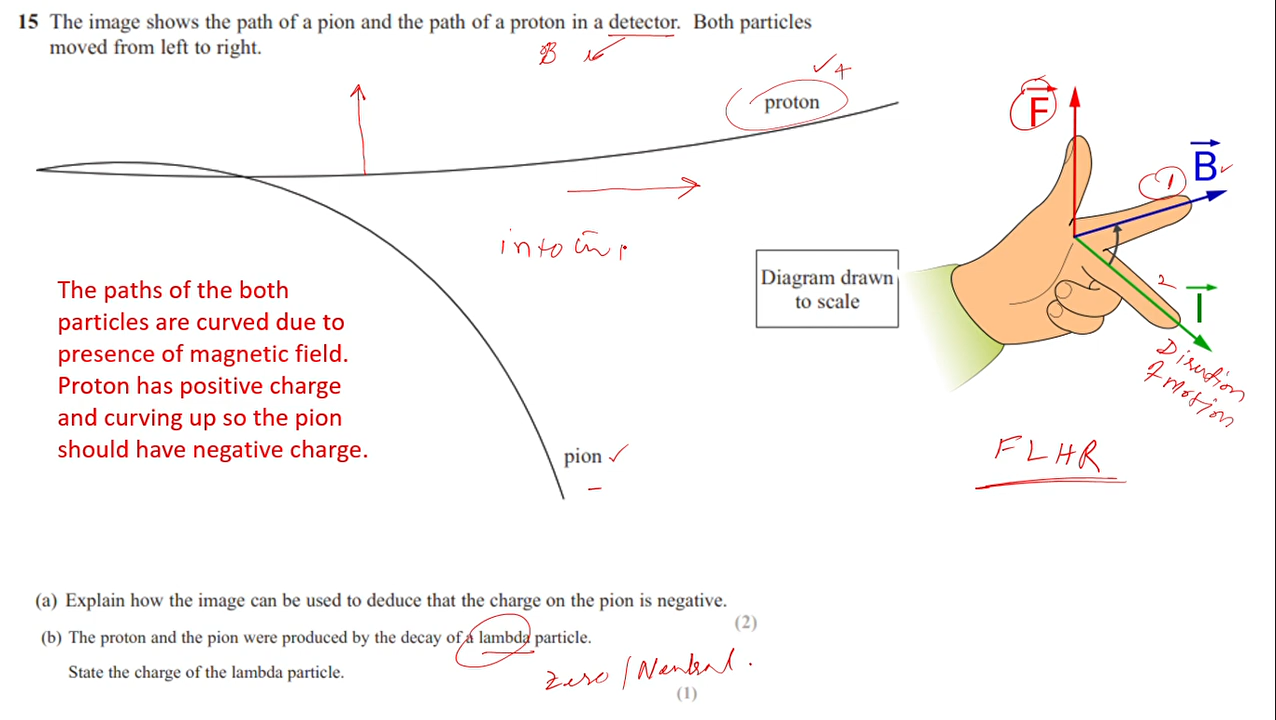 15 The image shows the path of a pion and the path of a proton in a detector. Both particles
moved from left to right.
B
✓ +
proton
F
B
1
into
Diagram drawn
to scale
2
I
Direction
of motion
The paths of the both
particles are curved due to
presence of magnetic field.
Proton has positive charge
and curving up so the pion
should have negative charge.
pion ✓
–
FLHR
(a) Explain how the image can be used to deduce that the charge on the pion is negative.
(2)
(b) The proton and the pion were produced by the decay of a lambda particle.
State the charge of the lambda particle.
Zero / Neutral.
(1)